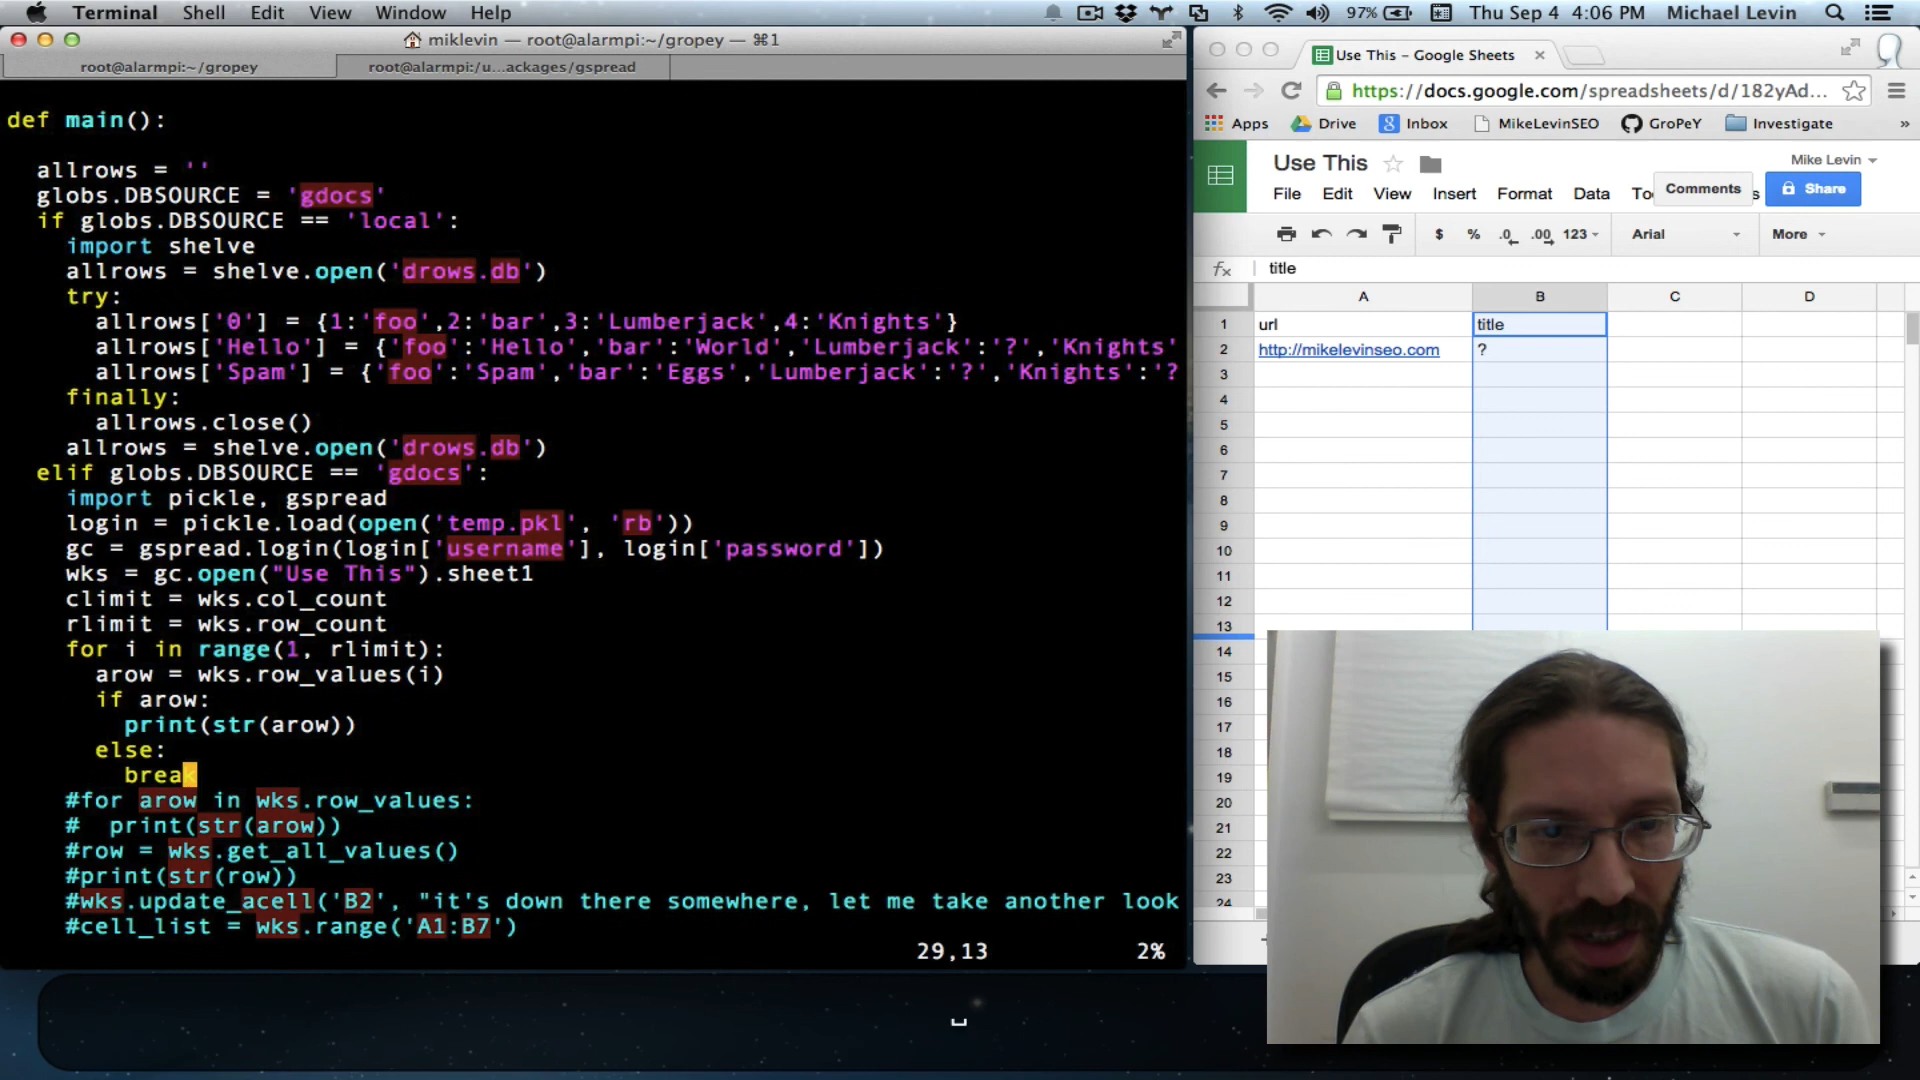 Terminal Shell Edit View Window Help 97% Thu Sep 4 4:06 PM Michael Levin
miklevin — root@alarmpi:~/gropey — ⌘1
root@alarmpi:~/gropey root@alarmpi:/u...ackages/gspread
def main():
allrows = ''
globs.DBSOURCE = 'gdocs'
if globs.DBSOURCE == 'local':
import shelve
allrows = shelve.open('drows.db')
try:
allrows['0'] = {1:'foo',2:'bar',3:'Lumberjack',4:'Knights'}
allrows['Hello'] = {'foo':'Hello','bar':'World','Lumberjack':'?','Knights'
allrows['Spam'] = {'foo':'Spam','bar':'Eggs','Lumberjack':'?','Knights':'?
finally:
allrows.close()
allrows = shelve.open('drows.db')
elif globs.DBSOURCE == 'gdocs':
import pickle, gspread
login = pickle.load(open('temp.pkl', 'rb'))
gc = gspread.login(login['username'], login['password'])
wks = gc.open("Use This").sheet1
climit = wks.col_count
rlimit = wks.row_count
for i in range(1, rlimit):
arow = wks.row_values(i)
if arow:
print(str(arow))
else:
break
#for arow in wks.row_values:
# print(str(arow))
#row = wks.get_all_values()
#print(str(row))
#wks.update_acell('B2', "it's down there somewhere, let me take another look
#cell_list = wks.range('A1:B7')
29,13 2%
Use This – Google Sheets
https://docs.google.com/spreadsheets/d/182yAd...
Apps Drive Inbox MikeLevinSEO GroPeY Investigate »
Use This Mike Levin
File Edit View Insert Format Data To Comments s Share
$ % .0 .00 123 Arial More
fx title
A B C D
1 url title
2 http://mikelevinseo.com ?
3
4
5
6
7
8
9
10
11
12
13
14
15
16
17
18
19
20
21
22
23
24